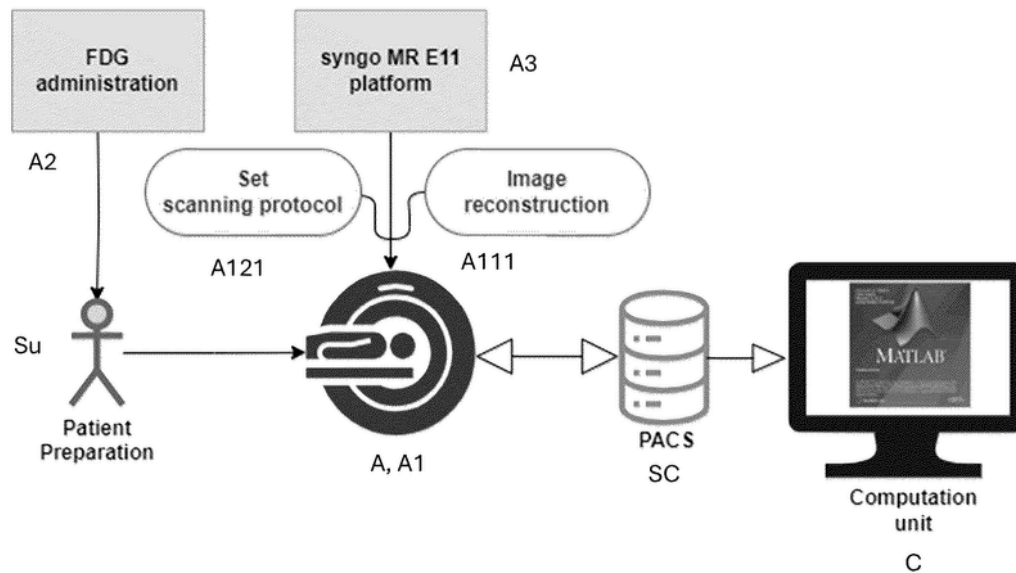 FDG
administration
syngo MR E11
platform
A3
A2
Set
scanning protocol
Image
reconstruction
A121
A111
Su
Patient
Preparation
A, A1
PACS
SC
MATLAB
Computation
unit
C